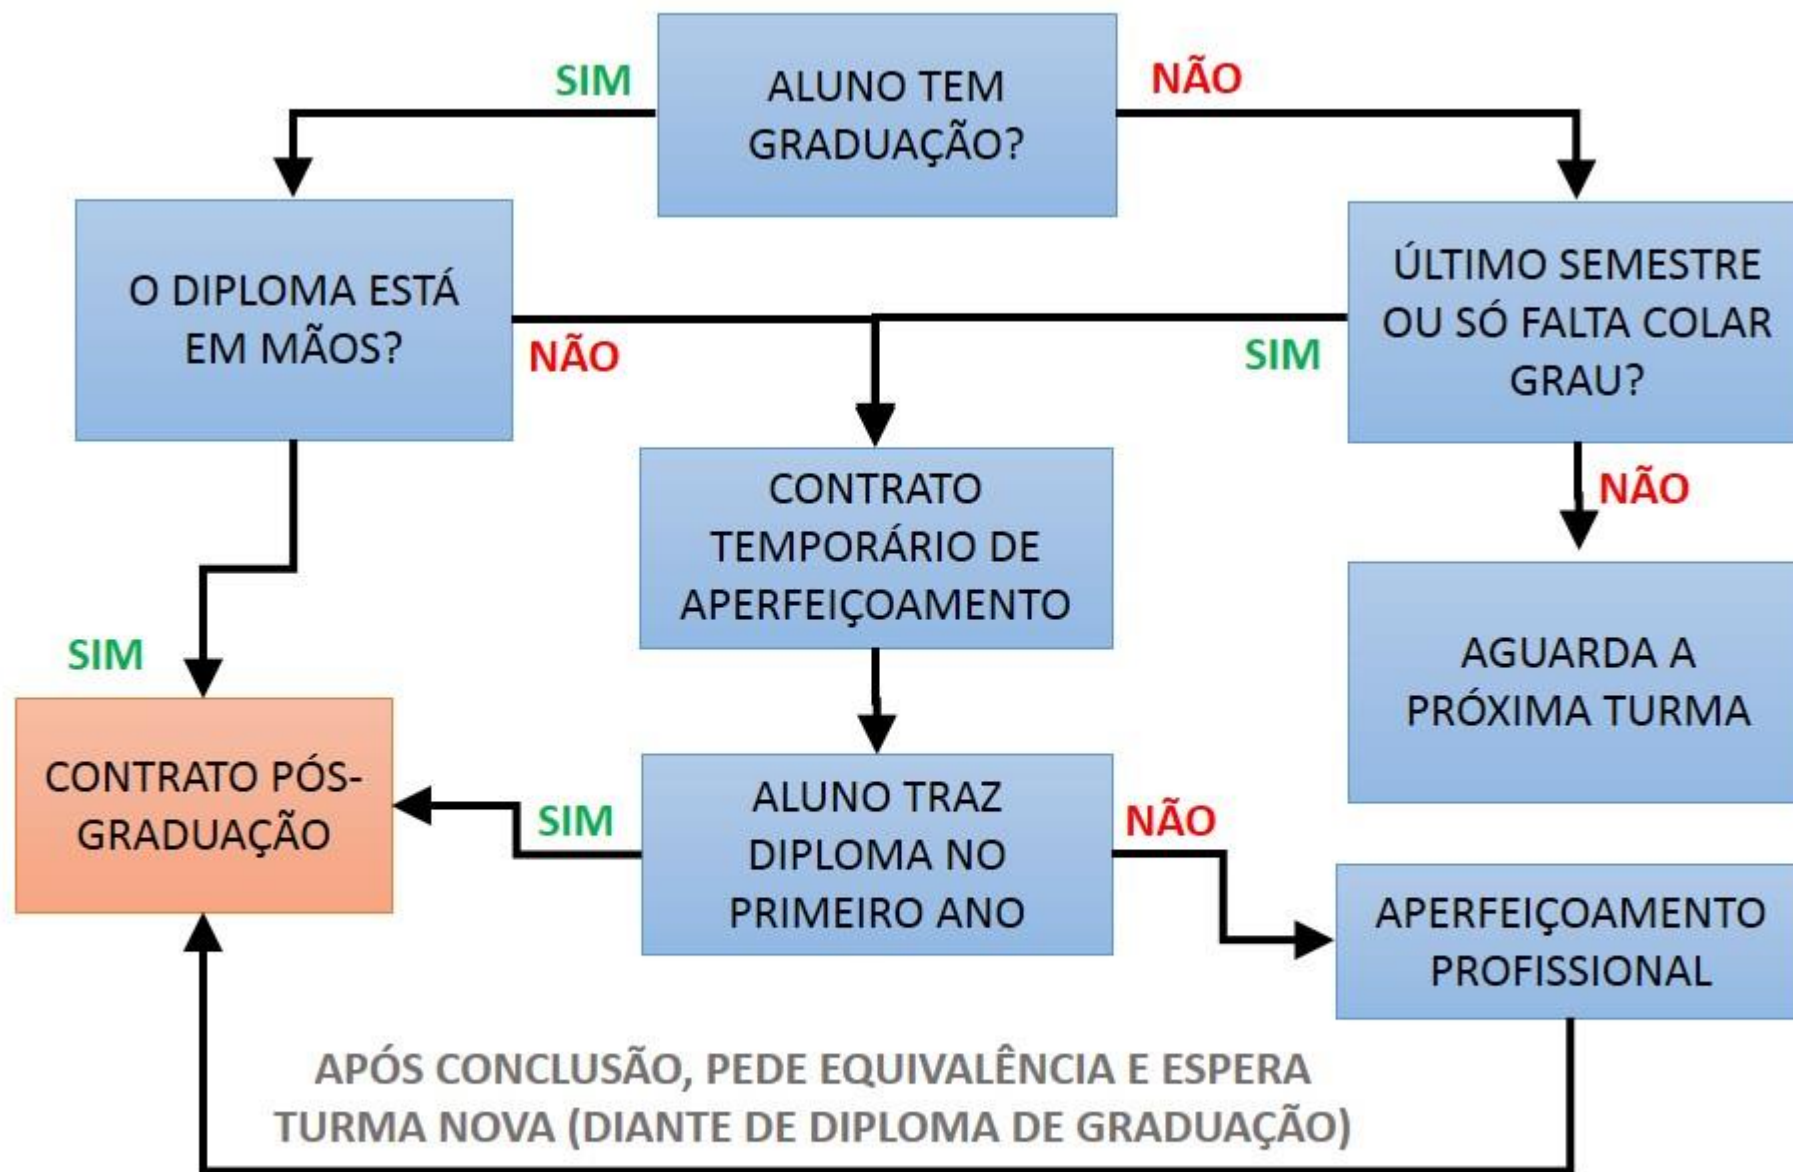 SIM
ALUNO TEM
GRADUAÇÃO?
NÃO
O DIPLOMA ESTÁ
EM MÃOS?
NÃO
SIM
ÚLTIMO SEMESTRE
OU SÓ FALTA COLAR
GRAU?
CONTRATO
TEMPORÁRIO DE
APERFEIÇOAMENTO
NÃO
SIM
AGUARDA A
PRÓXIMA TURMA
CONTRATO PÓS-
GRADUAÇÃO
SIM
ALUNO TRAZ
DIPLOMA NO
PRIMEIRO ANO
NÃO
APERFEIÇOAMENTO
PROFISSIONAL
APÓS CONCLUSÃO, PEDE EQUIVALÊNCIA E ESPERA
TURMA NOVA (DIANTE DE DIPLOMA DE GRADUAÇÃO)